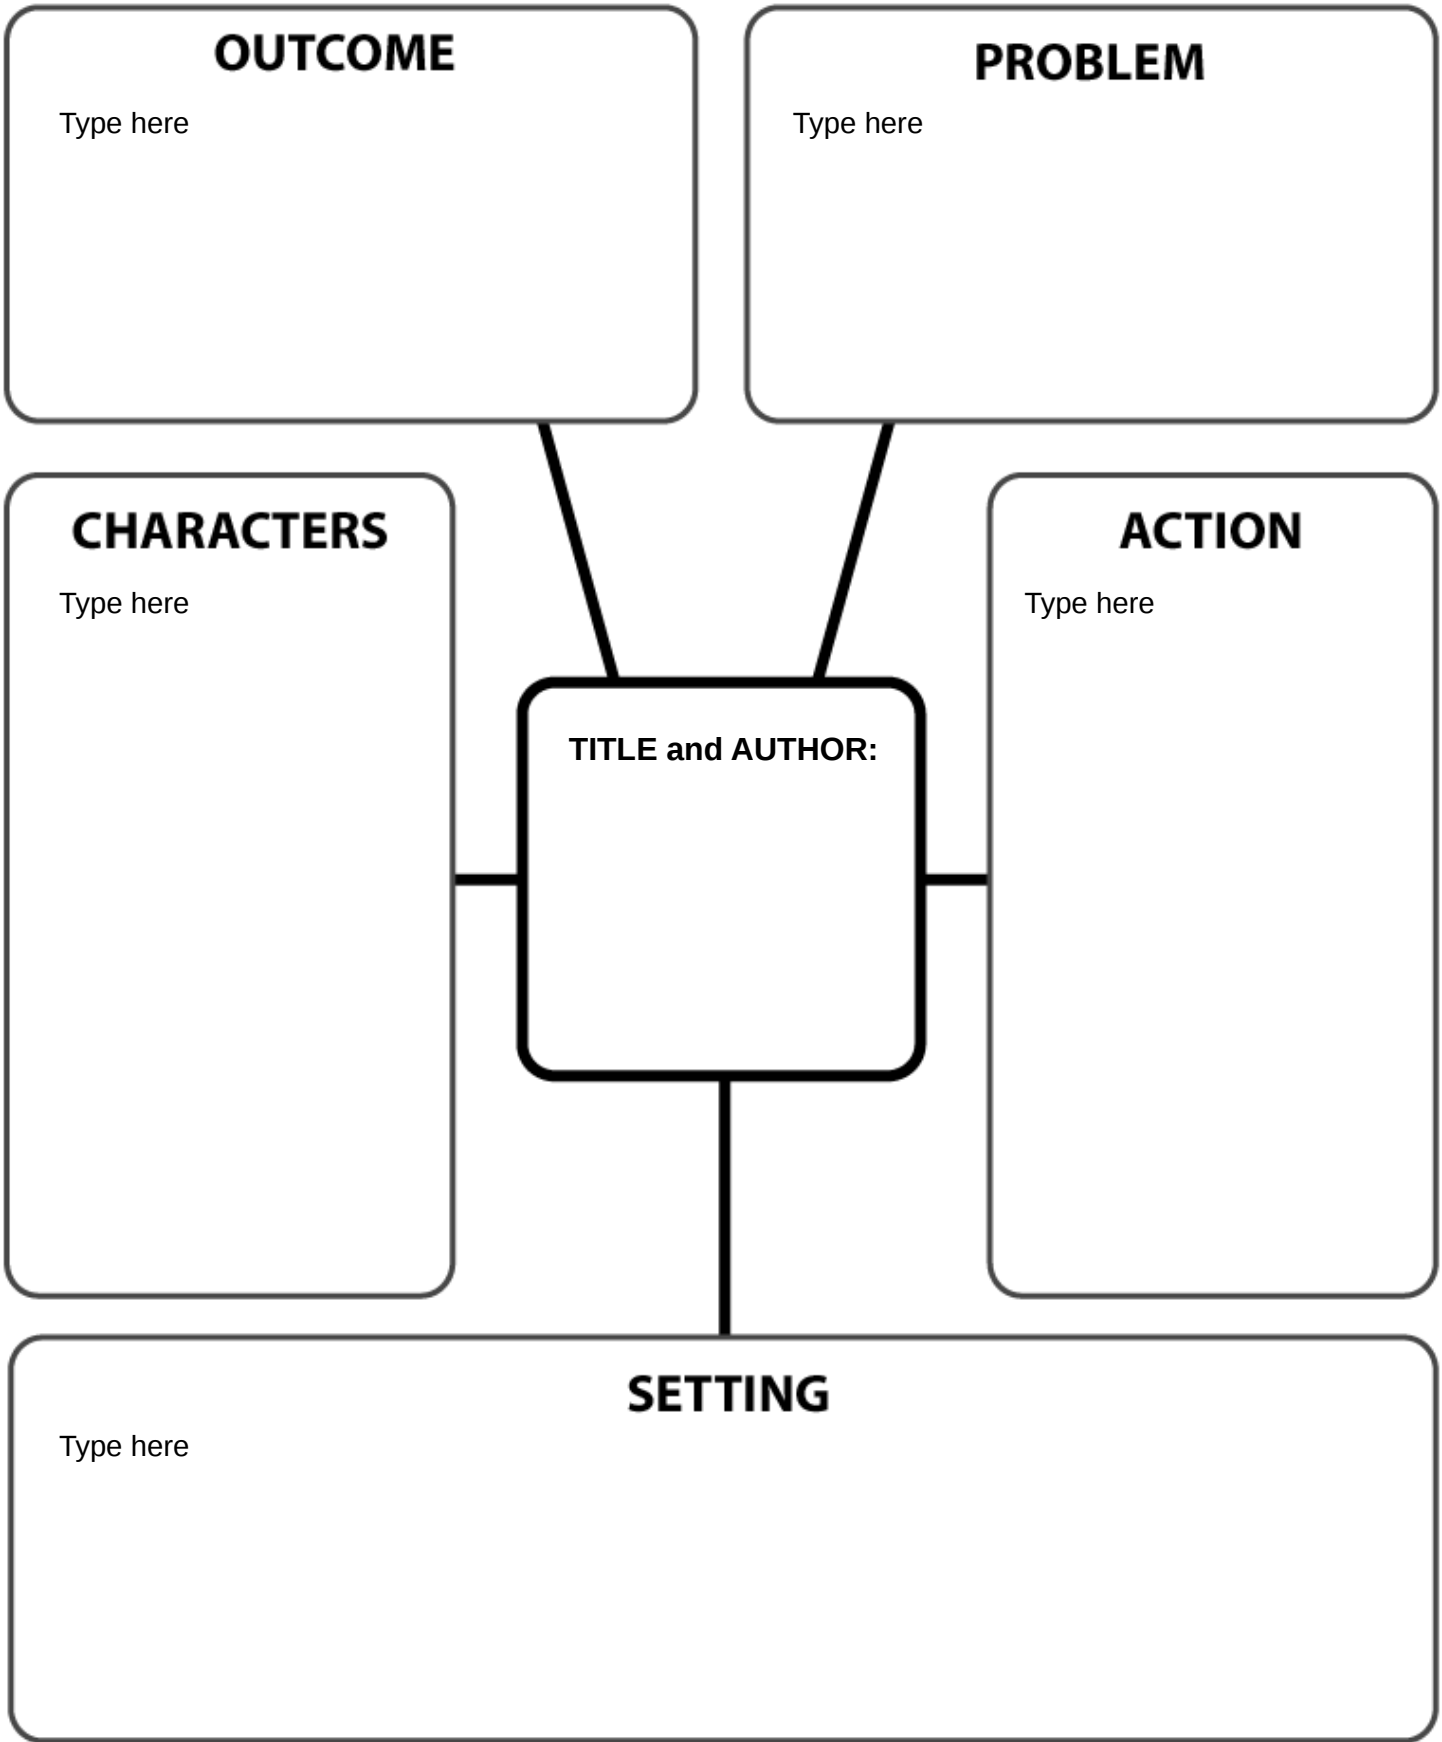 OUTCOME
Type here
PROBLEM
Type here
CHARACTERS
Type here
TITLE and AUTHOR:
ACTION
Type here
SETTING
Type here